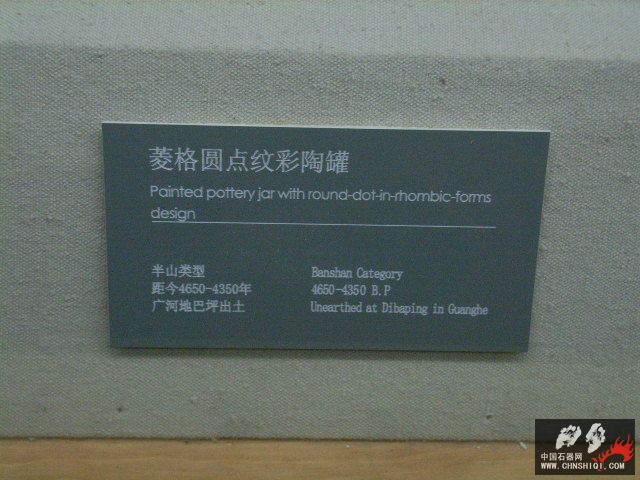 菱格圆点纹彩陶罐
Painted pottery jar with round-dot-in-rhombic-forms
design
半山类型
距今4650-4350年
广河地巴坪出土
Banshan Category
4650-4350 B.P
Unearthed at Dibaping in Guanghe
中国石器网
WWW.CHNSHIQI.COM